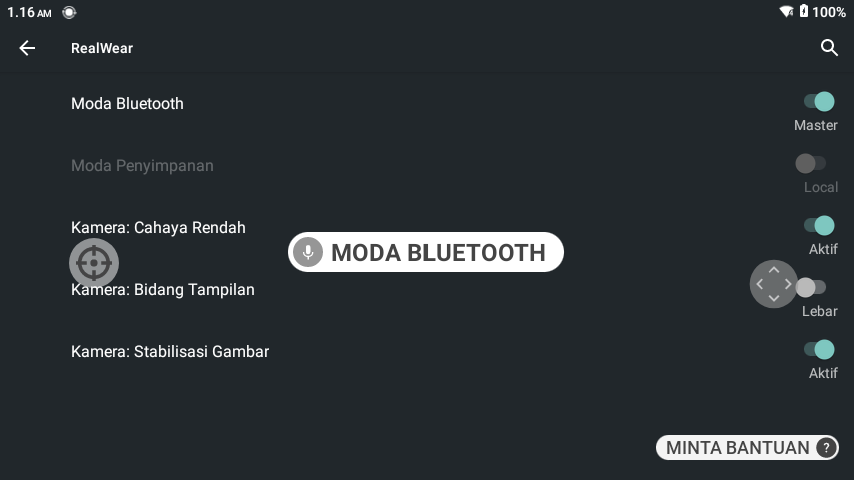 1.16 AM
100%
RealWear
Moda Bluetooth
Master
Moda Penyimpanan
Local
Kamera: Cahaya Rendah
Aktif
MODA BLUETOOTH
Kamera: Bidang Tampilan
Lebar
Kamera: Stabilisasi Gambar
Aktif
MINTA BANTUAN ?